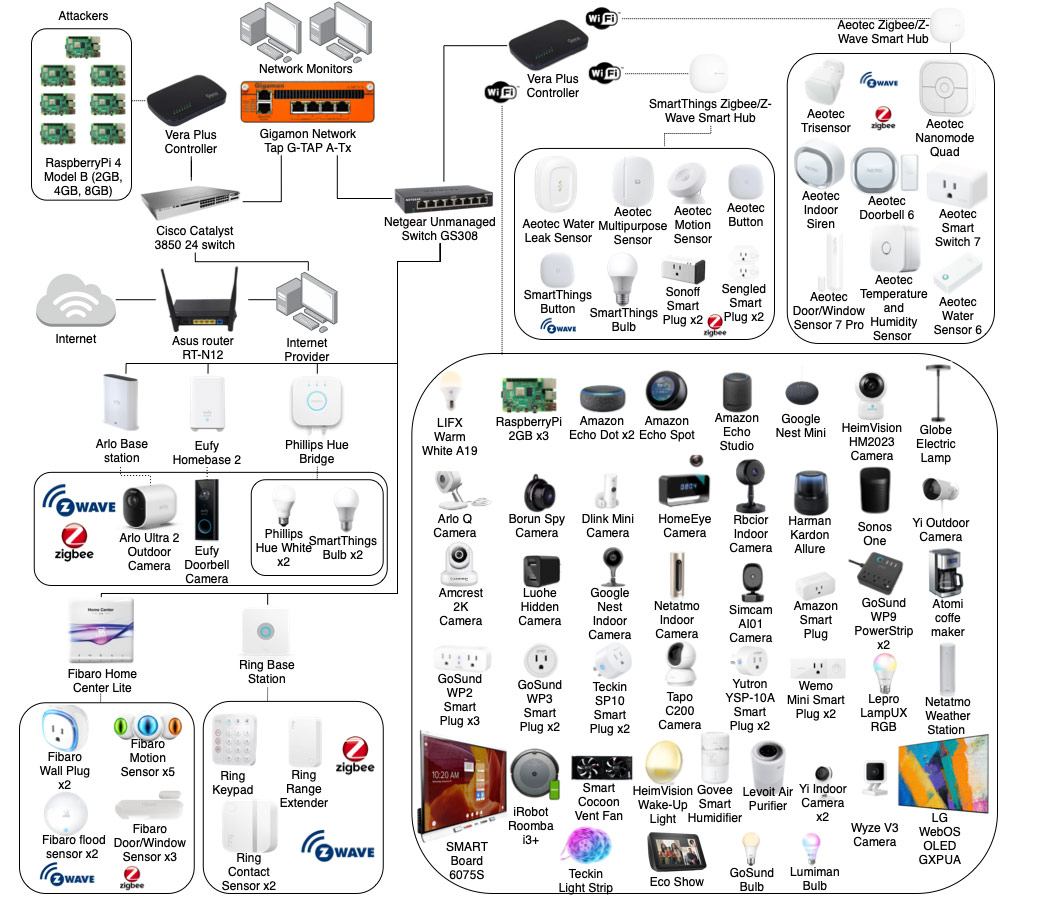 Attackers
RaspberryPi 4
Model B (2GB,
4GB, 8GB)
Vera Plus
Controller
Network Monitors
Gigamon
Gigamon Network
Tap G-TAP A-Tx
Cisco Catalyst
3850 24 switch
NETGEAR
Netgear Unmanaged
Switch GS308
Internet
Asus router
RT-N12
Internet
Provider
Vera Plus
Controller
WiFi
WiFi
WiFi
SmartThings Zigbee/Z-
Wave Smart Hub
Aeotec Zigbee/Z-
Wave Smart Hub
Aeotec Water
Leak Sensor
Aeotec
Multipurpose
Sensor
Aeotec
Motion
Sensor
Aeotec
Button
SmartThings
Button
Z-WAVE
SmartThings
Bulb
Sonoff
Smart
Plug x2
zigbee
Sengled
Smart
Plug x2
Aeotec
Trisensor
Z-WAVE
zigbee
Aeotec
Nanomode
Quad
Aeotec
Indoor
Siren
Aeotec
Doorbell 6
Aeotec
Smart
Switch 7
Aeotec
Door/Window
Sensor 7 Pro
Aeotec
Temperature
and
Humidity
Sensor
Aeotec
Water
Sensor 6
Arlo Base
station
Eufy
Homebase 2
Phillips Hue
Bridge
Z-WAVE
zigbee
Arlo Ultra 2
Outdoor
Camera
Eufy
Doorbell
Camera
Phillips
Hue White
x2
SmartThings
Bulb x2
Home Center
Fibaro Home
Center Lite
Ring Base
Station
Fibaro
Wall Plug
x2
Fibaro
Motion
Sensor x5
Fibaro flood
sensor x2
Fibaro
Door/Window
Sensor x3
Z-WAVE
zigbee
Ring
Keypad
Ring
Range
Extender
zigbee
Ring
Contact
Sensor x2
Z-WAVE
LIFX
Warm
White A19
RaspberryPi
2GB x3
Amazon
Echo Dot x2
Amazon
Echo Spot
Amazon
Echo
Studio
Google
Nest Mini
HeimVision
HM2023
Camera
Globe
Electric
Lamp
Arlo Q
Camera
Borun Spy
Camera
Dlink Mini
Camera
HomeEye
Camera
Rbcior
Indoor
Camera
Harman
Kardon
Allure
Sonos
One
Yi Outdoor
Camera
Amcrest
2K
Camera
Luohe
Hidden
Camera
Google
Nest
Indoor
Camera
Netatmo
Indoor
Camera
Simcam
AI01
Camera
Amazon
Smart
Plug
GoSund
WP9
PowerStrip
x2
Atomi
coffe
maker
GoSund
WP2
Smart
Plug x3
GoSund
WP3
Smart
Plug x2
Teckin
SP10
Smart
Plug x2
Tapo
C200
Camera
Yutron
YSP-10A
Smart
Plug x2
Wemo
Mini Smart
Plug x2
Lepro
LampUX
RGB
Netatmo
Weather
Station
10:20 AM
SMART
Board
6075S
iRobot
Roomba
i3+
Smart
Cocoon
Vent Fan
HeimVision
Wake-Up
Light
Govee
Smart
Humidifier
Levoit Air
Purifier
Yi Indoor
Camera
x2
Wyze V3
Camera
LG
WebOS
OLED
GXPUA
Teckin
Light Strip
Eco Show
GoSund
Bulb
Lumiman
Bulb